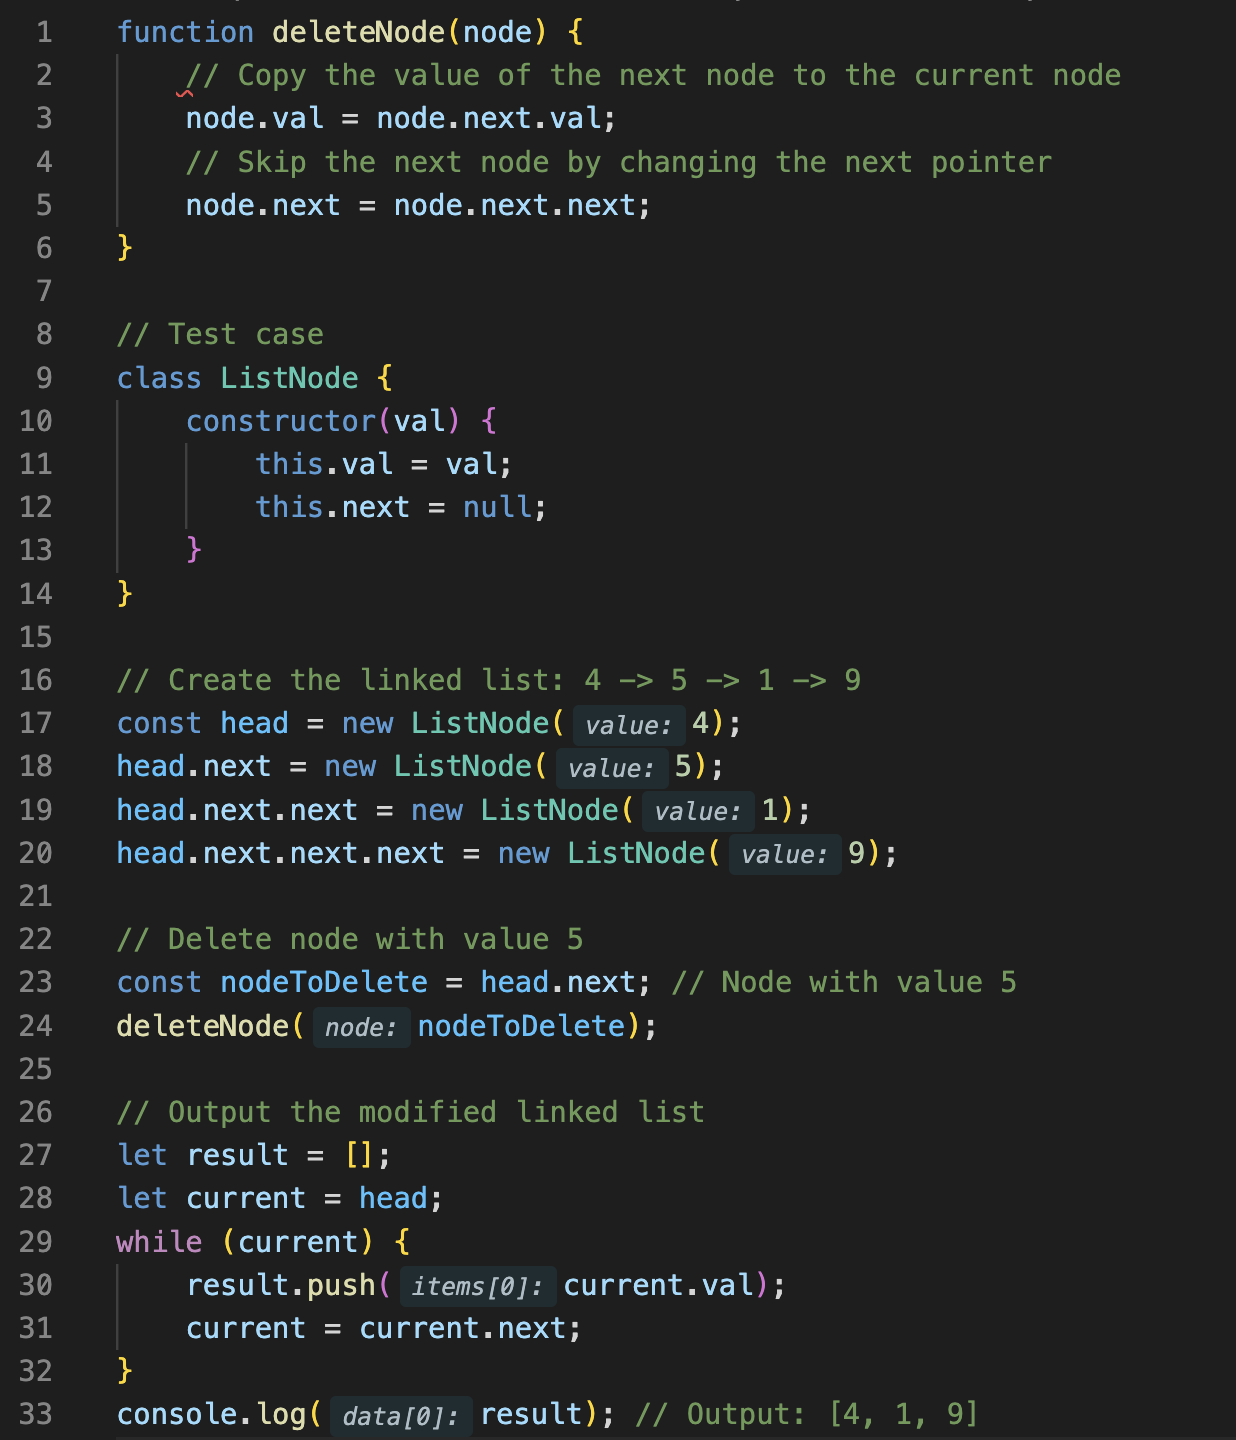 1 function deleteNode(node) {
2 // Copy the value of the next node to the current node
3 node.val = node.next.val;
4 // Skip the next node by changing the next pointer
5 node.next = node.next.next;
6 }
7
8 // Test case
9 class ListNode {
10 constructor(val) {
11 this.val = val;
12 this.next = null;
13 }
14 }
15
16 // Create the linked list: 4 -> 5 -> 1 -> 9
17 const head = new ListNode( value: 4);
18 head.next = new ListNode( value: 5);
19 head.next.next = new ListNode( value: 1);
20 head.next.next.next = new ListNode( value: 9);
21
22 // Delete node with value 5
23 const nodeToDelete = head.next; // Node with value 5
24 deleteNode( node: nodeToDelete);
25
26 // Output the modified linked list
27 let result = [];
28 let current = head;
29 while (current) {
30 result.push( items[0]: current.val);
31 current = current.next;
32 }
33 console.log( data[0]: result); // Output: [4, 1, 9]